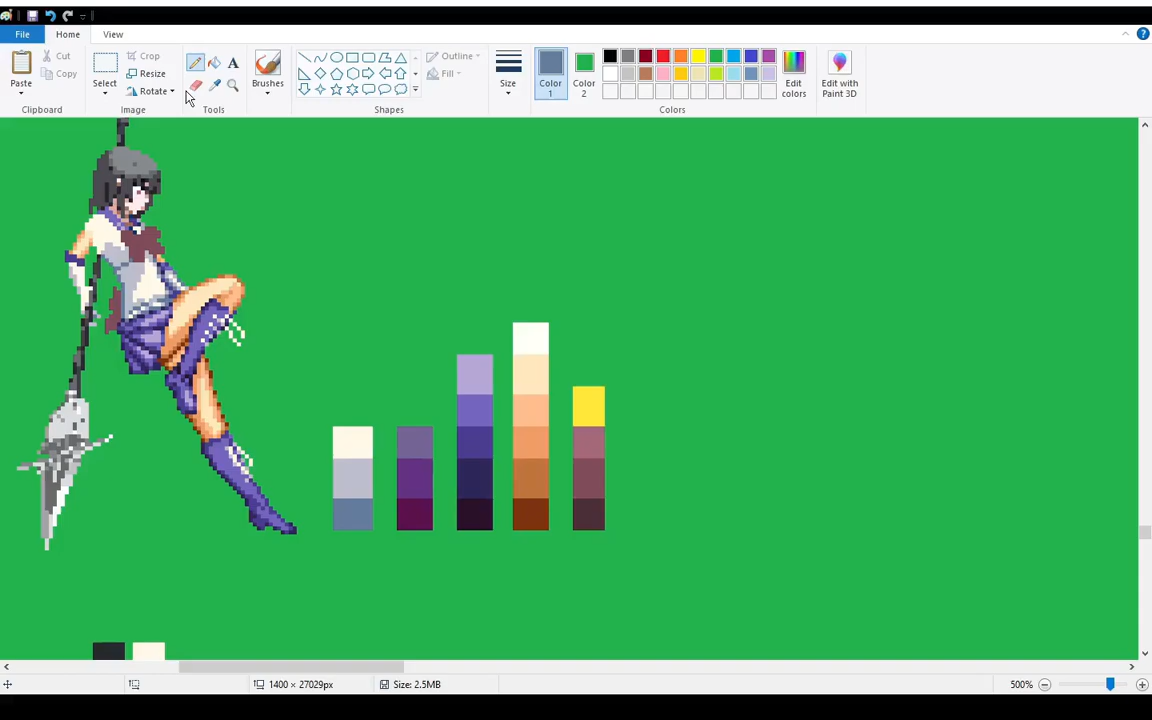 File
Home
View
Paste
Cut
Copy
Clipboard
Select
Crop
Resize
Rotate
Image
A
Tools
Brushes
Outline
Fill
Shapes
Size
Color 1
Color 2
Edit colors
Colors
Edit with Paint 3D
1400 × 27029px
Size: 2.5MB
500%